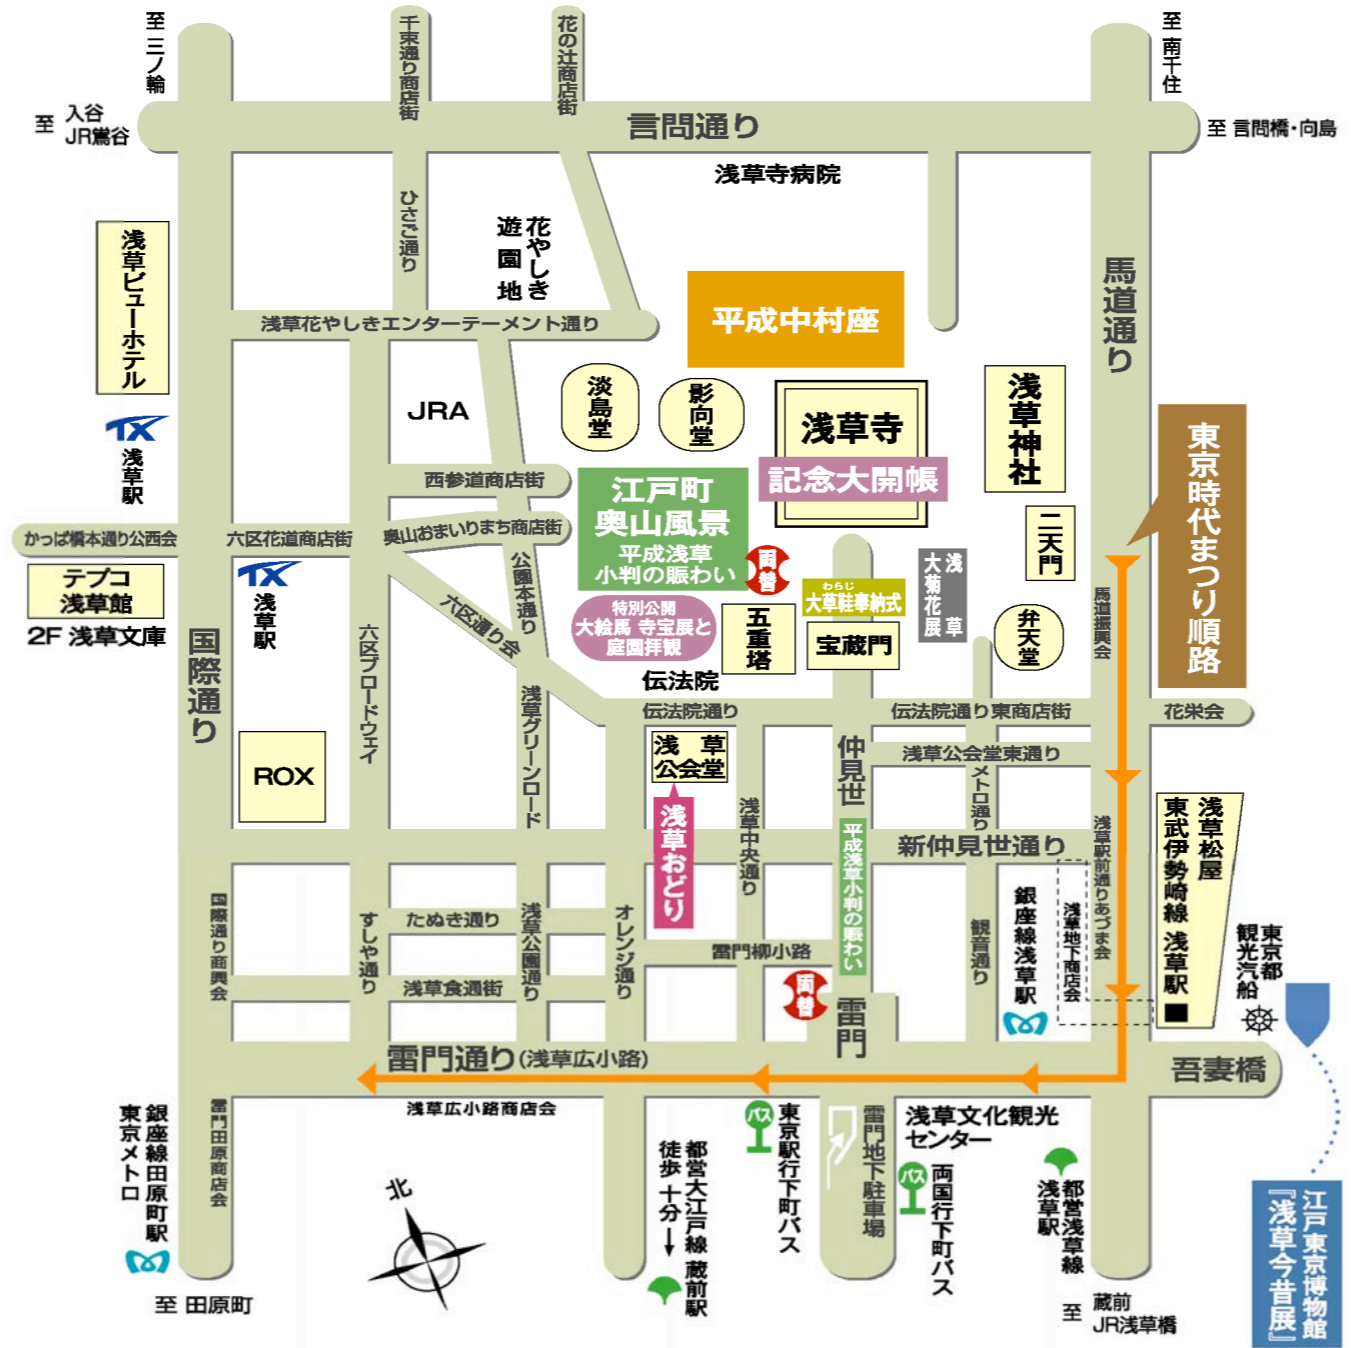 至 三ノ輪
千束通り商店街
花の辻商店街
至 南千住
至 入谷
JR鴬谷
言問通り
至 言問橋・向島
浅草寺病院
ひさご通り
花やしき
遊園地
浅草ビューホテル
馬道通り
平成中村座
浅草花やしきエンターテーメント通り
淡島堂
影向堂
浅草寺
記念大開帳
浅草神社
JRA
TX
浅草駅
東京時代まつり順路
西参道商店街
江戸町
奥山風景
平成浅草
小判の賑わい
両替
二天門
かっぱ橋本通り公西会
六区花道商店街
奥山おまいりまち商店街
公園本通り
テプコ
浅草館
2F 浅草文庫
TX
浅草駅
わらじ
大草鞋奉納式
浅草
大菊花展
馬道振興会
特別公開
大絵馬 寺宝展と
庭園拝観
五重塔
宝蔵門
弁天堂
国際通り
六区ブロードウェイ
六区通り会
伝法院
浅草グリーンロード
伝法院通り
伝法院通り東商店街
花栄会
浅草
公会堂
仲見世
浅草公会堂東通り
ROX
メトロ通り
浅草おどり
浅草中央通り
平成浅草小判の賑わい
新仲見世通り
浅草駅前通りあづま会
浅草松屋
東武伊勢崎線 浅草駅
国際通り商興会
すしや通り
たぬき通り
浅草公園通り
オレンジ通り
雷門柳小路
観音通り
銀座線浅草駅
浅草地下商店会
東京都
観光汽船
浅草食通街
両替
雷門
雷門通り(浅草広小路)
吾妻橋
浅草広小路商店会
銀座線田原町駅
東京メトロ
雷門田原商店会
北
都営大江戸線 蔵前駅
徒歩 十分→
バス
東京駅行下町バス
雷門地下駐車場
浅草文化観光
センター
バス
両国行下町バス
都営浅草線
浅草駅
江戸東京博物館
『浅草今昔展』
至 田原町
至 蔵前
JR浅草橋